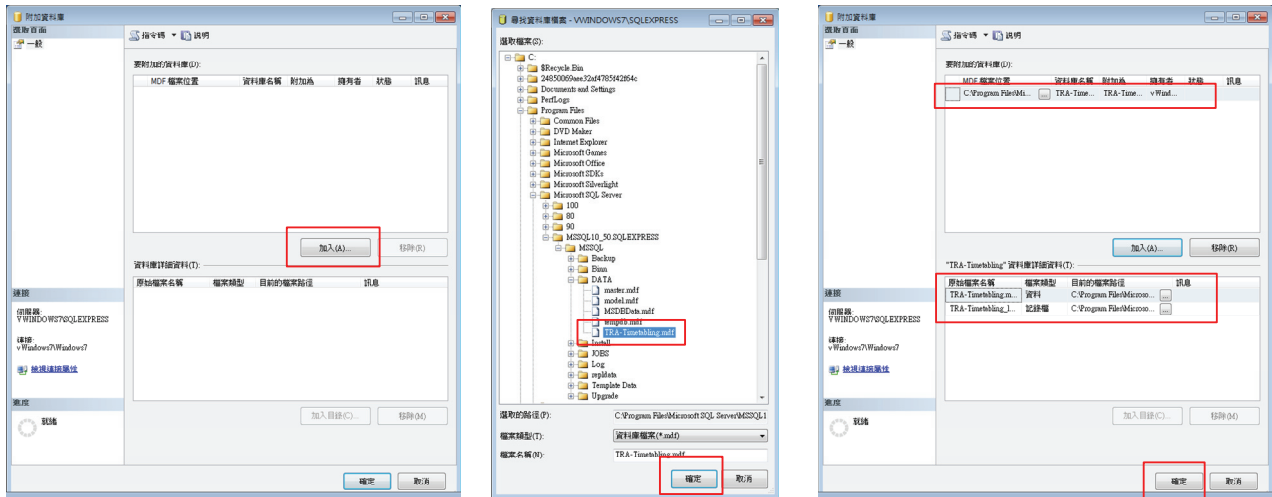 附加資料庫
選取頁面
一般
指令碼
說明
要附加的資料庫(D):
MDF 檔案位置 資料庫名稱 附加為 擁有者 狀態 訊息
加入(A)...
移除(R)
資料庫詳細資料(T):
原始檔案名稱 檔案類型 目前的檔案路徑 訊息
連接
伺服器:
VWINDOWS7\SQLEXPRESS
連接:
vWindows7\Windows7
檢視連接屬性
進度
就緒
加入目錄(C)...
移除(M)
確定
取消
尋找資料庫檔案 - VWINDOWS7\SQLEXPRESS
選取檔案(S):
C:
$Recycle.Bin
Documents and Settings
PerfLogs
Program Files
Common Files
DVD Maker
Internet Explorer
Microsoft Games
Microsoft Office
Microsoft SDKs
Microsoft Silverlight
Microsoft SQL Server
100
80
90
MSSQL10_50.SQLEXPRESS
MSSQL
Backup
Binn
DATA
master.mdf
model.mdf
MSDBData.mdf
tempdb.mdf
TRA-Timetabling.mdf
Install
JOBS
Log
repldata
Template Data
Upgrade
選取的路徑(P):
C:\Program Files\Microsoft SQL Server\MSSQL1
檔案類型(T):
資料庫檔案(*.mdf)
檔案名稱(N):
TRA-Timetabling.mdf
確定
取消
附加資料庫
選取頁面
一般
指令碼
說明
要附加的資料庫(D):
MDF 檔案位置 資料庫名稱 附加為 擁有者 狀態 訊息
C:\Program Files\Mi... ... TRA-Time... TRA-Time... vWind...
加入(A)...
移除(R)
"TRA-Timetabling" 資料庫詳細資料(T):
原始檔案名稱 檔案類型 目前的檔案路徑 訊息
TRA-Timetabling.m... 資料 C:\Program Files\Microso... ...
TRA-Timetabling_l... 記錄檔 C:\Program Files\Microso... ...
連接
伺服器:
VWINDOWS7\SQLEXPRESS
連接:
vWindows7\Windows7
檢視連接屬性
進度
就緒
加入目錄(C)...
移除(M)
確定
取消